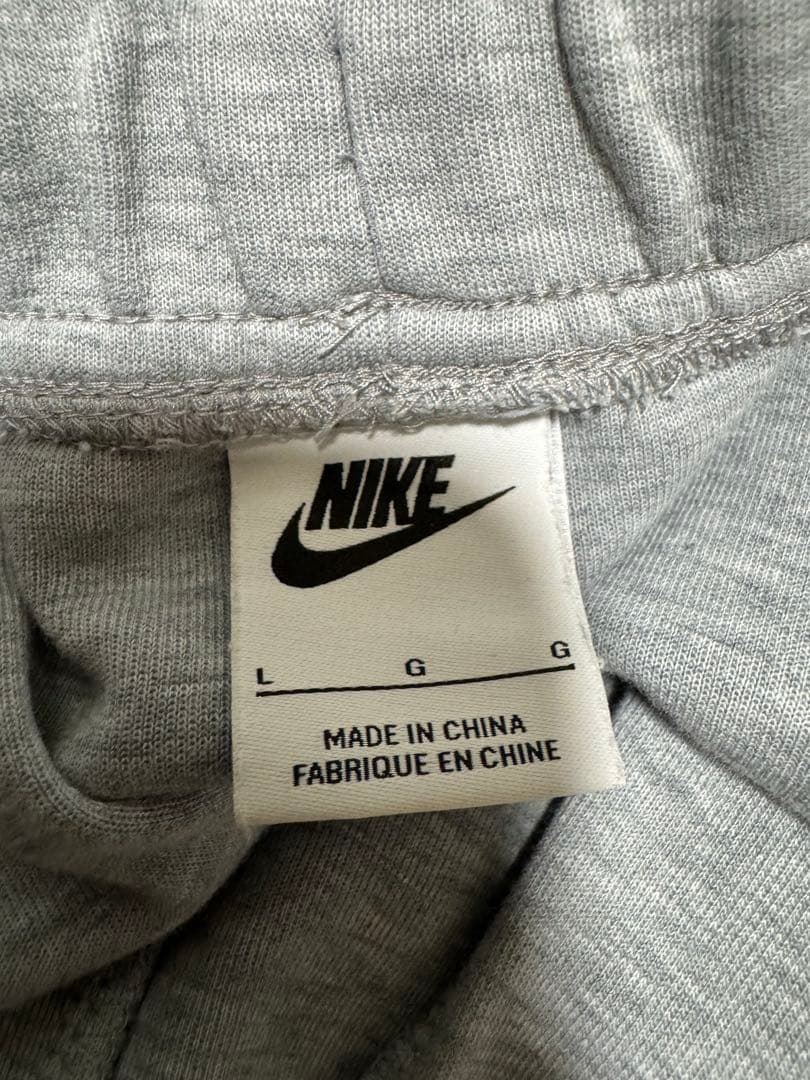 NIKE
L G G
MADE IN CHINA
FABRIQUE EN CHINE